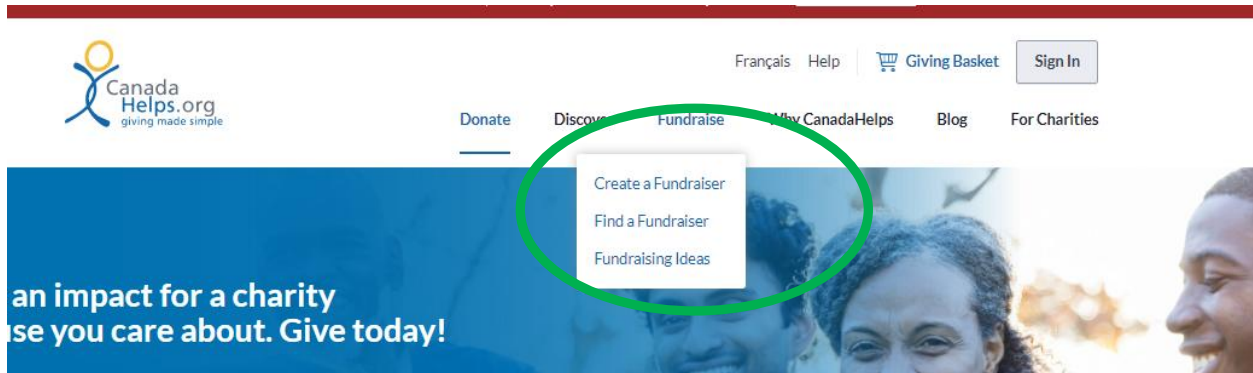 Canada
Helps.org
giving made simple
Français Help Giving Basket Sign In
Donate Discover Fundraise Why CanadaHelps Blog For Charities
Create a Fundraiser
Find a Fundraiser
Fundraising Ideas
an impact for a charity
use you care about. Give today!